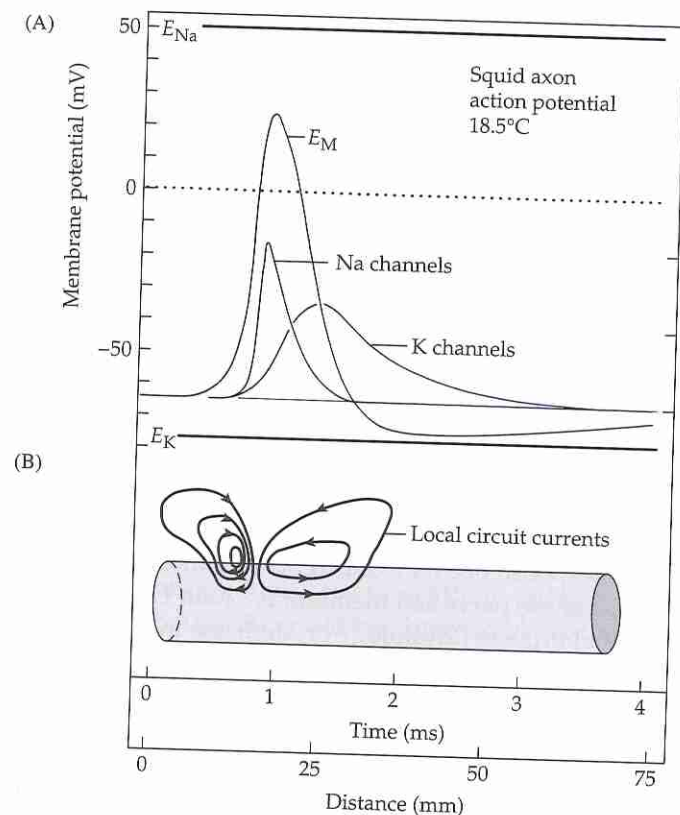 (A)
50
E_Na
Squid axon
action potential
18.5°C
E_M
0
Na channels
K channels
−50
Membrane potential (mV)
E_K
(B)
Local circuit currents
0 1 2 3 4
Time (ms)
0 25 50 75
Distance (mm)